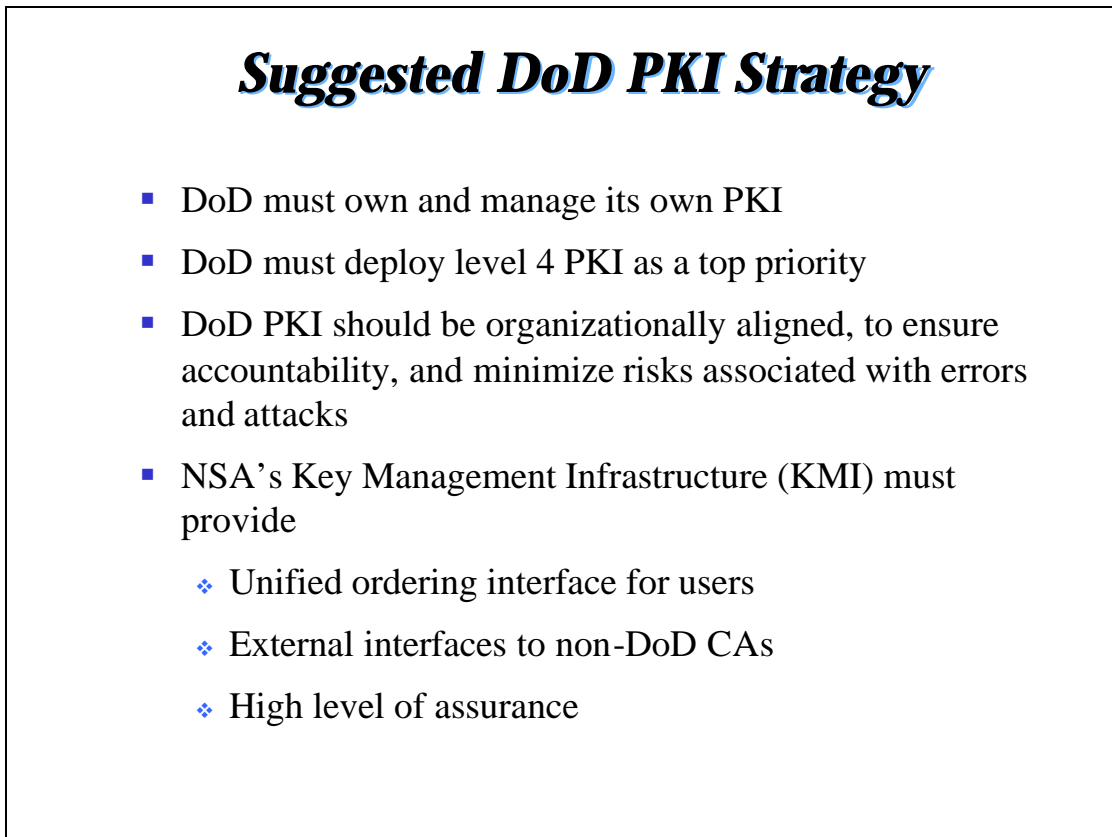 Suggested DoD PKI Strategy
DoD must own and manage its own PKI
DoD must deploy level 4 PKI as a top priority
DoD PKI should be organizationally aligned, to ensure
accountability, and minimize risks associated with errors
and attacks
NSA's Key Management Infrastructure (KMI) must
provide
Unified ordering interface for users
External interfaces to non-DoD CAs
High level of assurance